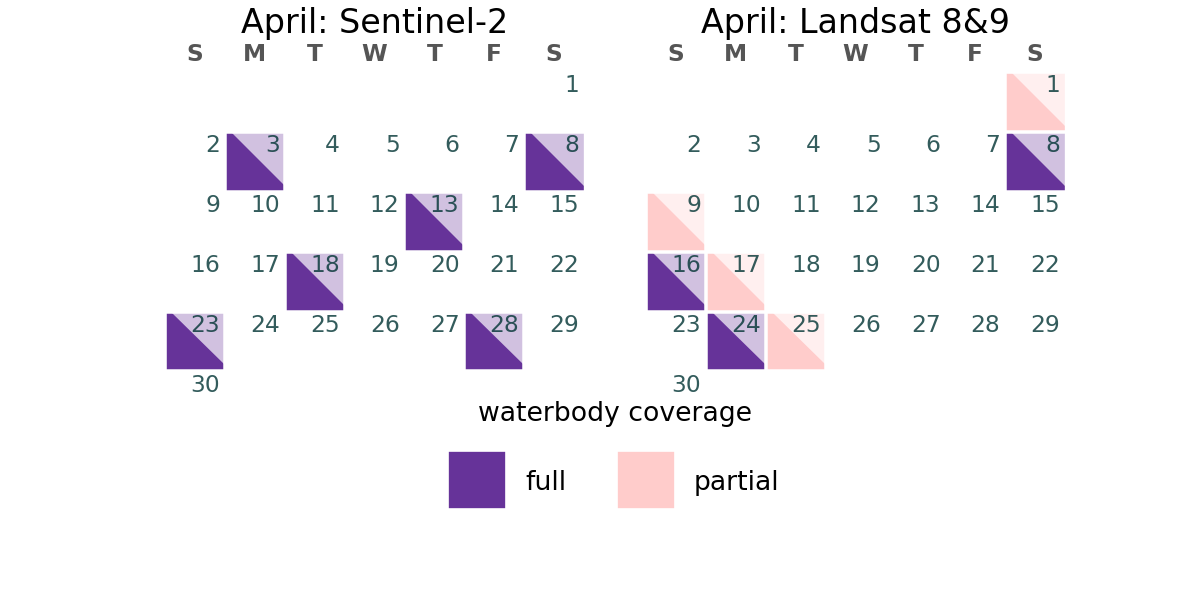 April: Sentinel-2
S M T W T F S
1
2 3 4 5 6 7 8
9 10 11 12 13 14 15
16 17 18 19 20 21 22
23 24 25 26 27 28 29
30
April: Landsat 8&9
S M T W T F S
1
2 3 4 5 6 7 8
9 10 11 12 13 14 15
16 17 18 19 20 21 22
23 24 25 26 27 28 29
30
waterbody coverage
full
partial